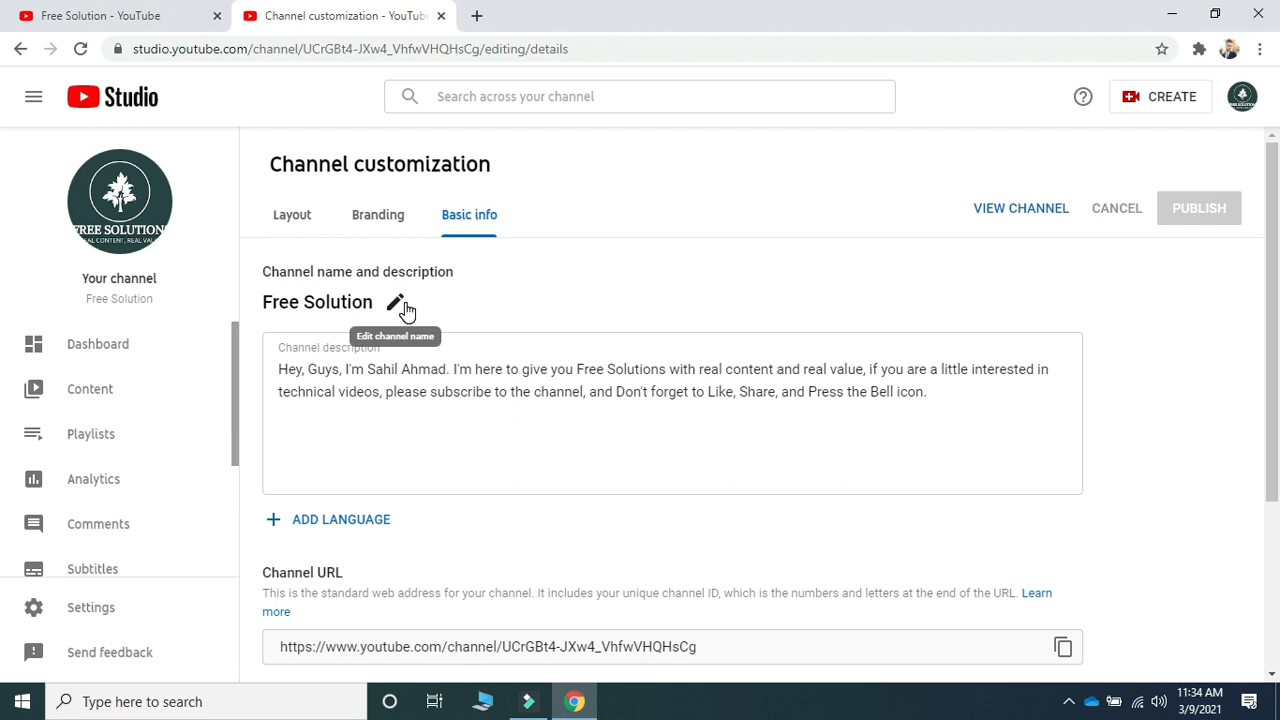 Free Solution - YouTube
Channel customization - YouTube
studio.youtube.com/channel/UCrGBt4-JXw4_VhfwVHQHsCg/editing/details
Studio
Search across your channel
CREATE
FREE SOLUTIONS
REAL CONTENT, REAL VALUE
Your channel
Free Solution
Dashboard
Content
Playlists
Analytics
Comments
Subtitles
Settings
Send feedback
Channel customization
Layout
Branding
Basic info
VIEW CHANNEL
CANCEL
PUBLISH
Channel name and description
Free Solution
Edit channel name
Channel description
Hey, Guys, I'm Sahil Ahmad. I'm here to give you Free Solutions with real content and real value, if you are a little interested in
technical videos, please subscribe to the channel, and Don't forget to Like, Share, and Press the Bell icon.
ADD LANGUAGE
Channel URL
This is the standard web address for your channel. It includes your unique channel ID, which is the numbers and letters at the end of the URL. Learn
more
https://www.youtube.com/channel/UCrGBt4-JXw4_VhfwVHQHsCg
Type here to search
11:34 AM
3/9/2021